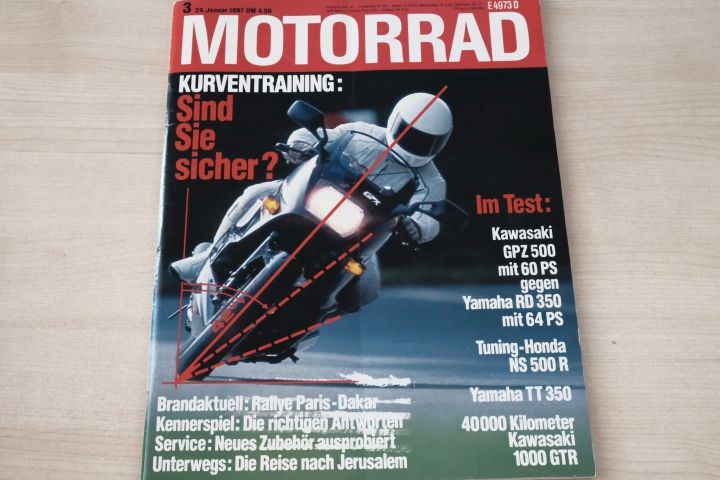 3 24. Januar 1987 DM 4.50
E 4973 D
MOTORRAD
KURVENTRAINING:
Sind
Sie
sicher?
GPX
42°
Im Test:
Kawasaki
GPZ 500
mit 60 PS
gegen
Yamaha RD 350
mit 64 PS
Tuning-Honda
NS 500 R
Yamaha TT 350
40000 Kilometer
Kawasaki
1000 GTR
Brandaktuell: Rallye Paris-Dakar
Kennerspiel: Die richtigen Antworten
Service: Neues Zubehör ausprobiert
Unterwegs: Die Reise nach Jerusalem